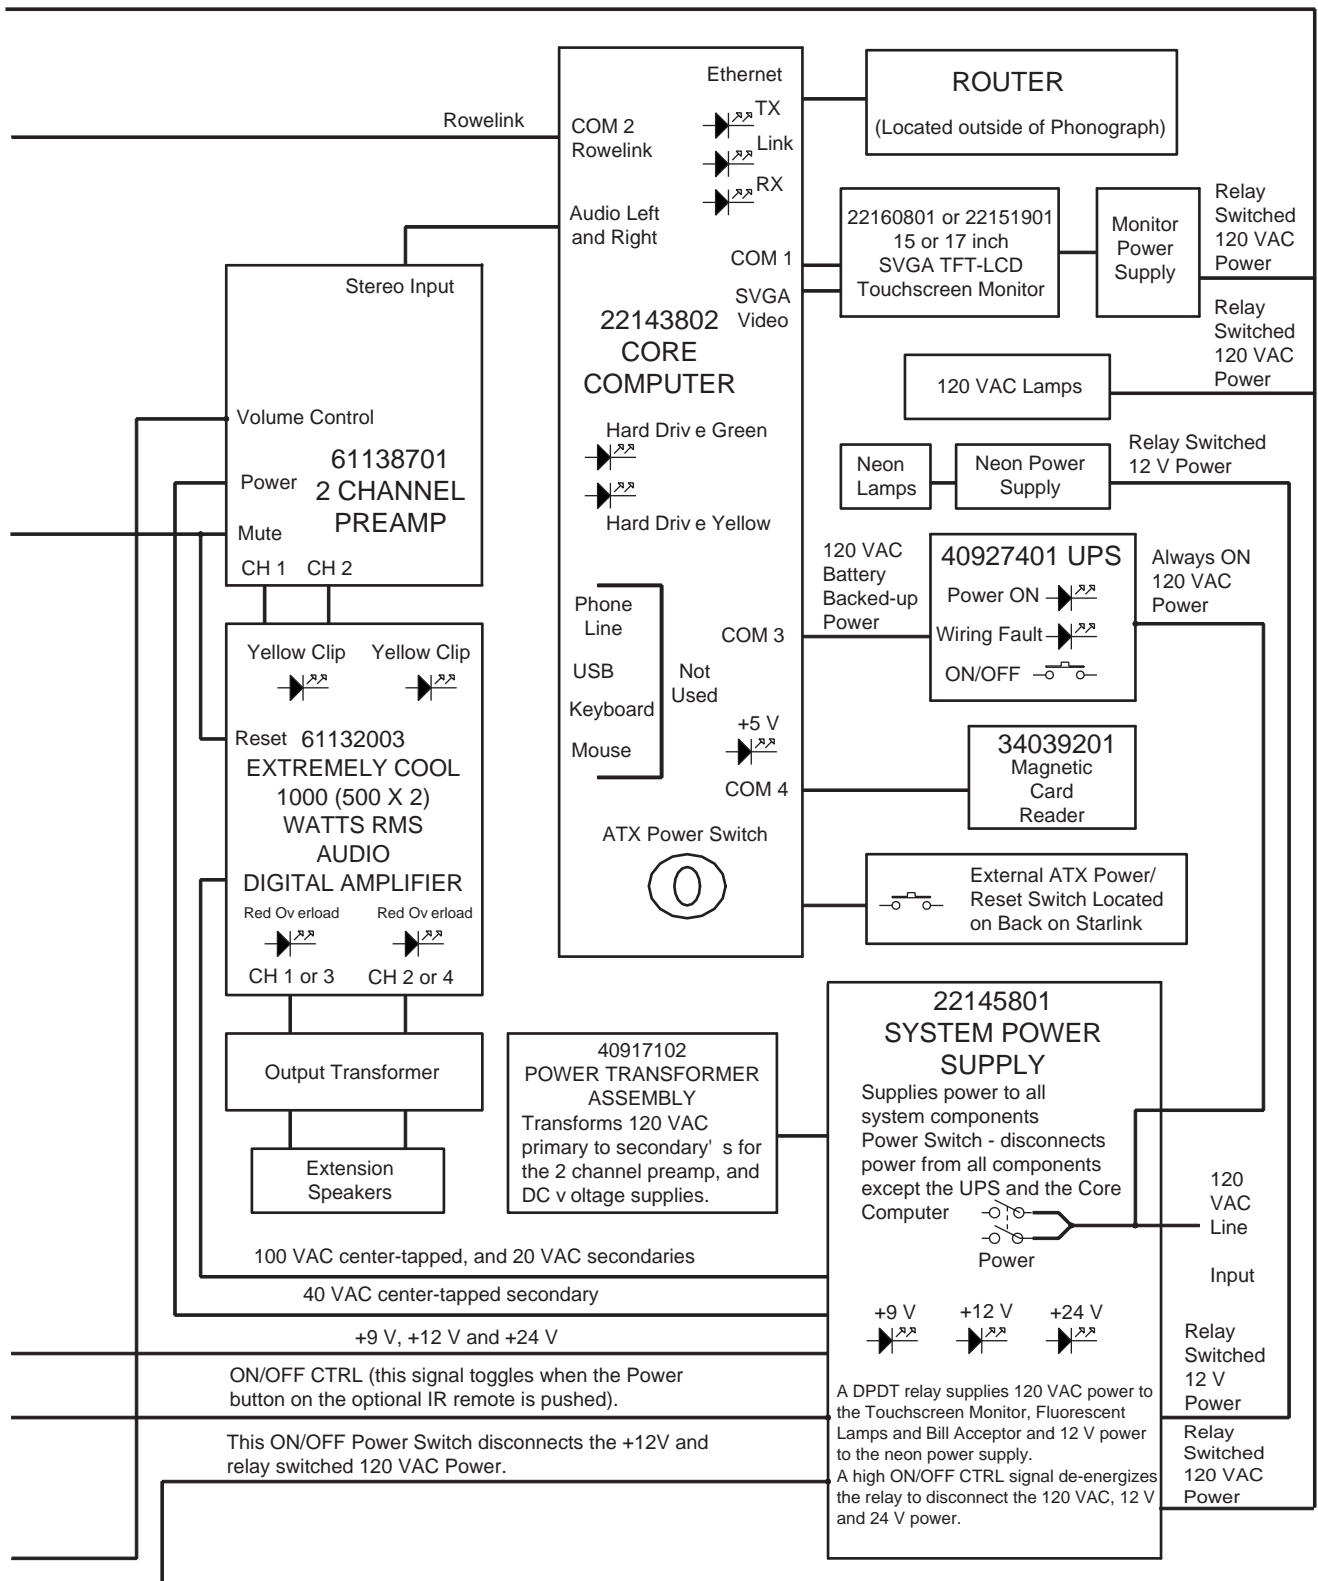 Ethernet
TX
Link
RX
Rowelink
COM 2
Rowelink
Audio Left
and Right
COM 1
SVGA
Video
22143802
CORE
COMPUTER
Hard Driv e Green
Hard Driv e Yellow
Phone
Line
USB
Keyboard
Mouse
Not
Used
COM 3
+5 V
COM 4
ATX Power Switch
ROUTER
(Located outside of Phonograph)
22160801 or 22151901
15 or 17 inch
SVGA TFT-LCD
Touchscreen Monitor
Monitor
Power
Supply
Relay
Switched
120 VAC
Power
Relay
Switched
120 VAC
Power
120 VAC Lamps
Neon
Lamps
Neon Power
Supply
Relay Switched
12 V Power
120 VAC
Battery
Backed-up
Power
40927401 UPS
Power ON
Wiring Fault
ON/OFF
Always ON
120 VAC
Power
34039201
Magnetic
Card
Reader
External ATX Power/
Reset Switch Located
on Back on Starlink
Stereo Input
Volume Control
61138701
2 CHANNEL
PREAMP
Power
Mute
CH 1 CH 2
Yellow Clip Yellow Clip
Reset 61132003
EXTREMELY COOL
1000 (500 X 2)
WATTS RMS
AUDIO
DIGITAL AMPLIFIER
Red Ov erload Red Ov erload
CH 1 or 3 CH 2 or 4
Output Transformer
Extension
Speakers
40917102
POWER TRANSFORMER
ASSEMBLY
Transforms 120 VAC
primary to secondary' s for
the 2 channel preamp, and
DC v oltage supplies.
22145801
SYSTEM POWER
SUPPLY
Supplies power to all
system components
Power Switch - disconnects
power from all components
except the UPS and the Core
Computer
Power
120
VAC
Line
Input
+9 V +12 V +24 V
A DPDT relay supplies 120 VAC power to
the Touchscreen Monitor, Fluorescent
Lamps and Bill Acceptor and 12 V power
to the neon power supply.
A high ON/OFF CTRL signal de-energizes
the relay to disconnect the 120 VAC, 12 V
and 24 V power.
Relay
Switched
12 V
Power
Relay
Switched
120 VAC
Power
100 VAC center-tapped, and 20 VAC secondaries
40 VAC center-tapped secondary
+9 V, +12 V and +24 V
ON/OFF CTRL (this signal toggles when the Power
button on the optional IR remote is pushed).
This ON/OFF Power Switch disconnects the +12V and
relay switched 120 VAC Power.